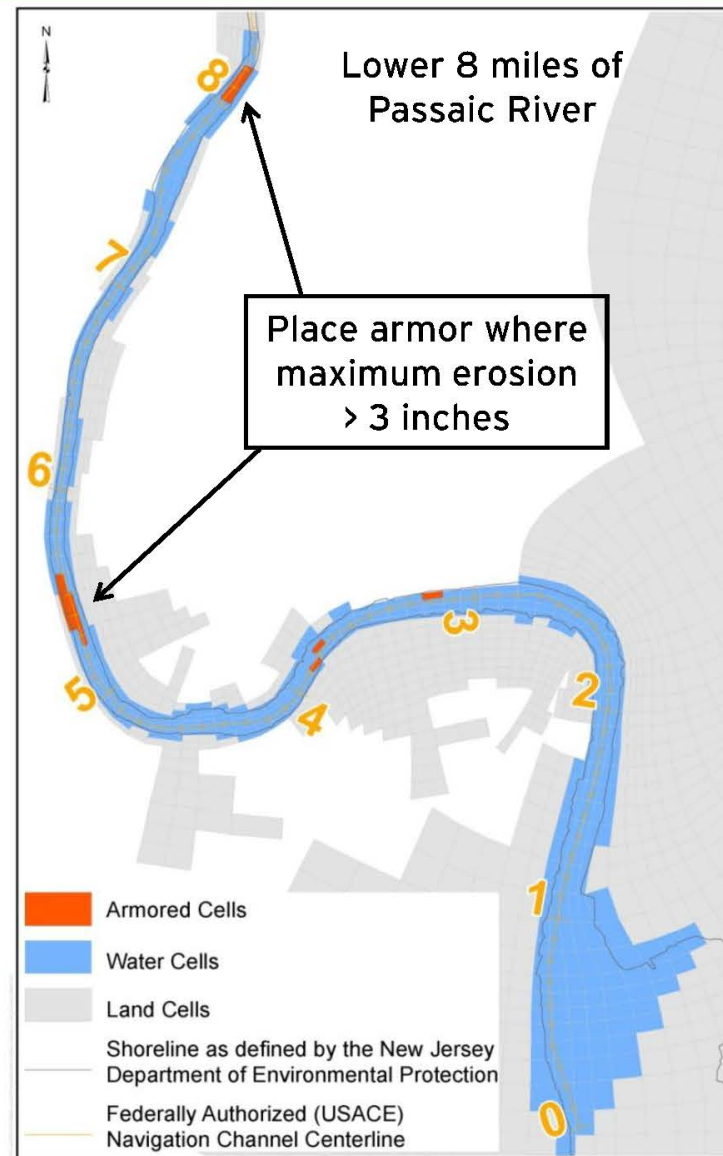 N
Lower 8 miles of
Passaic River
8
7
Place armor where
maximum erosion
> 3 inches
6
3
5
2
4
1
Armored Cells
Water Cells
Land Cells
Shoreline as defined by the New Jersey
Department of Environmental Protection
Federally Authorized (USACE)
Navigation Channel Centerline
0